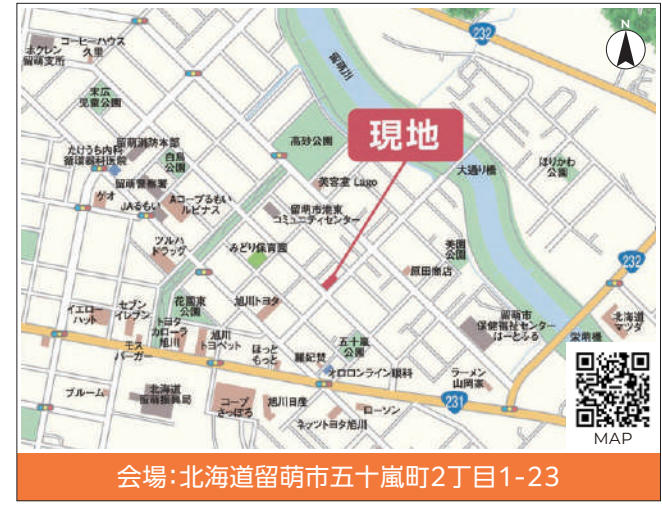 232
N
ホクレン
留萌支所
コーヒーハウス
久里
留萌川
末広
児童公園
高砂公園
現地
たけうち内科
循環器科医院
留萌消防本部
白鳥
公園
大通り橋
ほりかわ
公園
留萌警察署
美容室 Lago
ゲオ
JAるもい
Aコープるもい
ルピナス
留萌市港東
コミュニティセンター
ツルハ
ドラッグ
みどり保育園
美園
公園
原田商店
232
イエロー
ハット
セブン
イレブン
花園東
公園
旭川トヨタ
トヨタ
カローラ
旭川
旭川
トヨペット
留萌市
保健福祉センター
はーとふる
北海道
マツダ
栄萌橋
モス
バーガー
ほっと
もっと
羅紀焚
五十嵐
公園
オロロンライン眼科
ラーメン
山岡家
プルーム
北海道
留萌振興局
コープ
さっぽろ
旭川日産
ローソン
231
ネッツトヨタ旭川
MAP
会場:北海道留萌市五十嵐町2丁目1-23